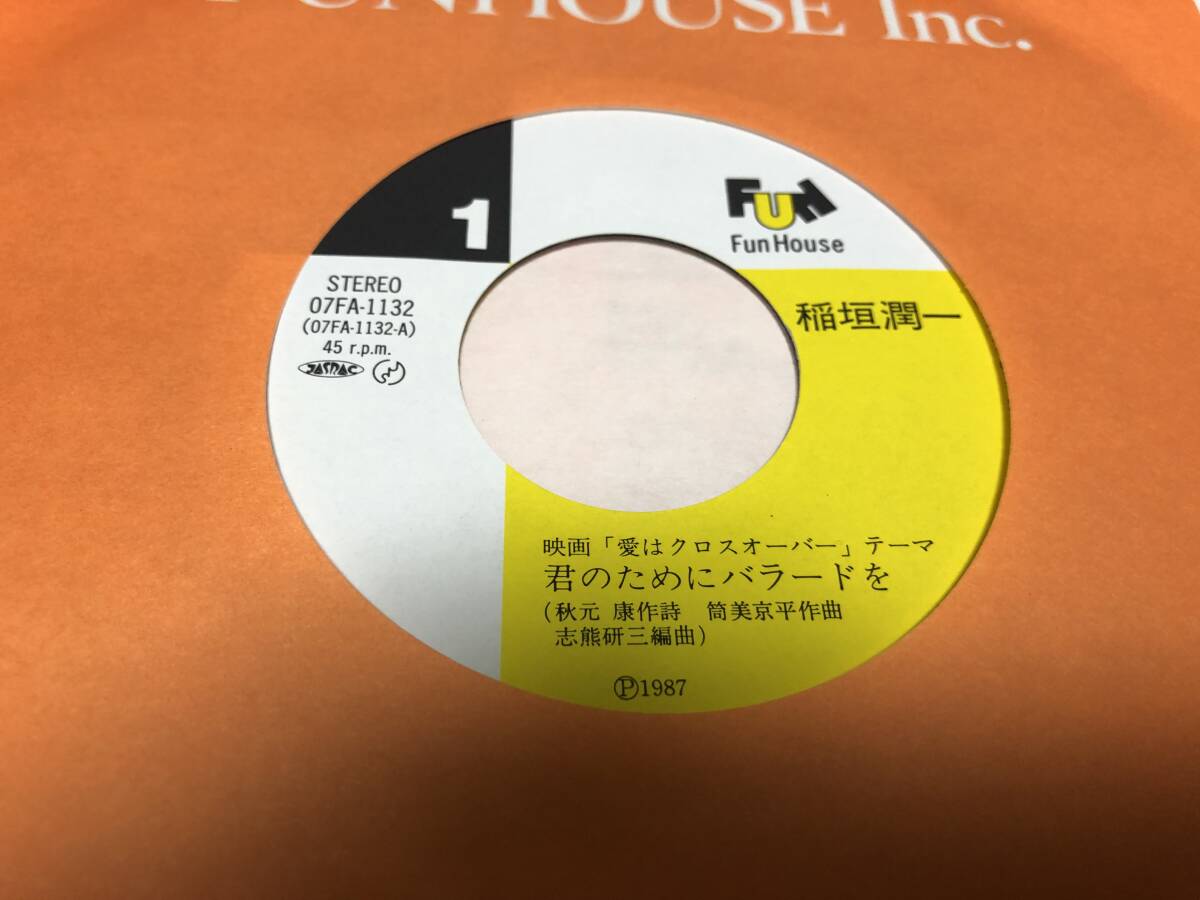 FUNHOUSE Inc.
1
FUN
Fun House
STEREO
07FA-1132
(07FA-1132-A)
45 r.p.m.
JASRAC
稲垣潤一
映画「愛はクロスオーバー」テーマ
君のためにバラードを
(秋元 康作詩 筒美京平作曲
志熊研三編曲)
Ⓟ1987